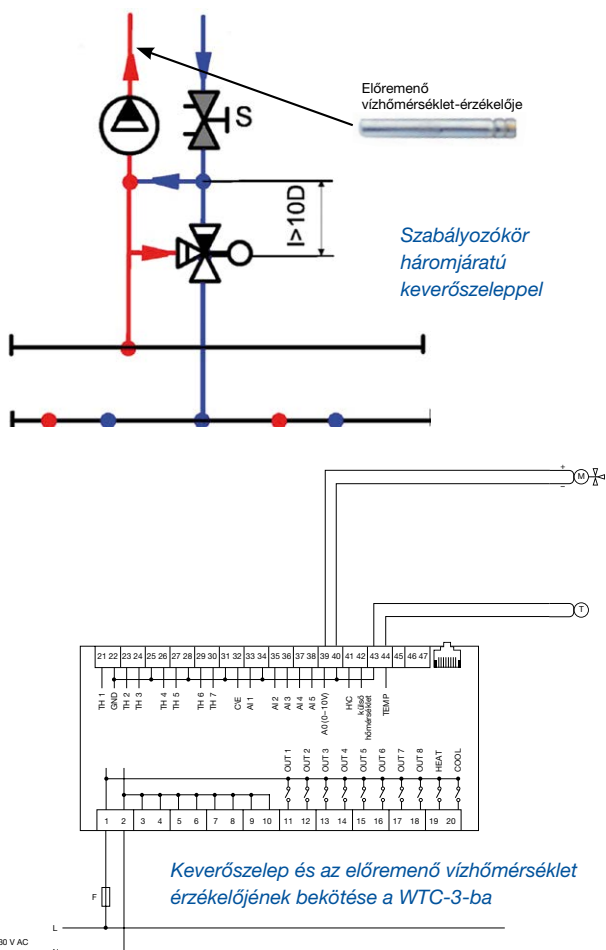 Előremenő
vízhőmérséklet-érzékelője
S
l>10D
Szabályozókör
háromjáratú
keverőszeleppel
+
M
–
T
21 22 23 24 25 26 27 28 29 30 31 32 33 34 35 36 37 38 39 40 41 42 43 44 45 46 47
TH 1
GND
TH 2
TH 3
TH 4
TH 5
TH 6
TH 7
C\E
AI 1
AI 2
AI 3
AI 4
AI 5
A0 (0–10V)
H\C
külső
hőmérséklet
TEMP
OUT 1
OUT 2
OUT 3
OUT 4
OUT 5
OUT 6
OUT 7
OUT 8
HEAT
COOL
1 2 3 4 5 6 7 8 9 10 11 12 13 14 15 16 17 18 19 20
Keverőszelep és az előremenő vízhőmérséklet
érzékelőjének bekötése a WTC-3-ba
F
L
30 V AC